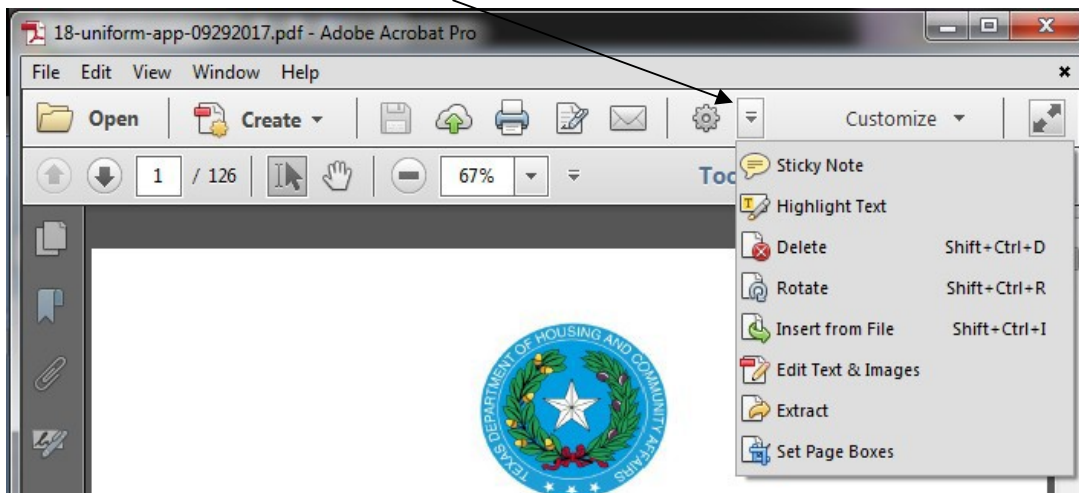 18-uniform-app-09292017.pdf - Adobe Acrobat Pro
File Edit View Window Help
Open Create Customize
1 / 126 67% Too
Sticky Note
Highlight Text
Delete Shift+Ctrl+D
Rotate Shift+Ctrl+R
Insert from File Shift+Ctrl+I
Edit Text & Images
Extract
Set Page Boxes
TEXAS DEPARTMENT OF HOUSING AND COMMUNITY AFFAIRS